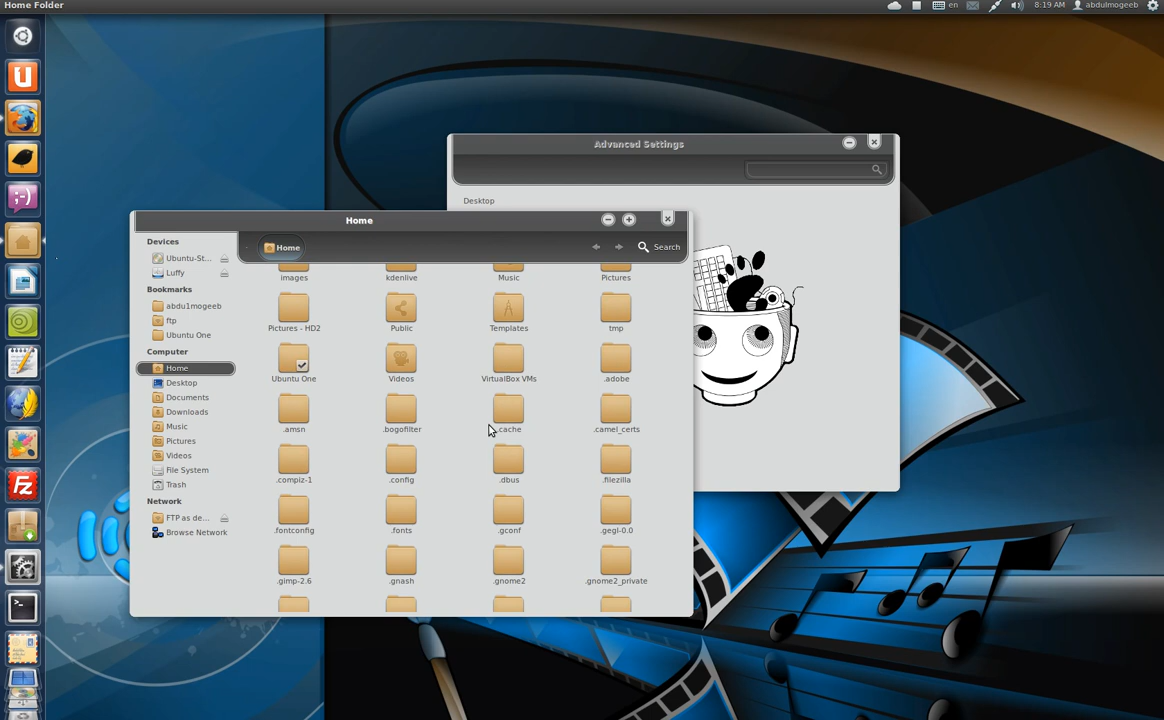 Home Folder
en
8:19 AM
abdulmogeeb
Advanced Settings
Desktop
Home
Home
Search
Devices
Ubuntu-St...
Luffy
Bookmarks
abdu1mogeeb
ftp
Ubuntu One
Computer
Home
Desktop
Documents
Downloads
Music
Pictures
Videos
File System
Trash
Network
FTP as de...
Browse Network
images
kdenlive
Music
Pictures
Pictures - HD2
Public
Templates
tmp
Ubuntu One
Videos
VirtualBox VMs
.adobe
.amsn
.bogofilter
.cache
.camel_certs
.compiz-1
.config
.dbus
.filezilla
.fontconfig
.fonts
.gconf
.gegl-0.0
.gimp-2.6
.gnash
.gnome2
.gnome2_private